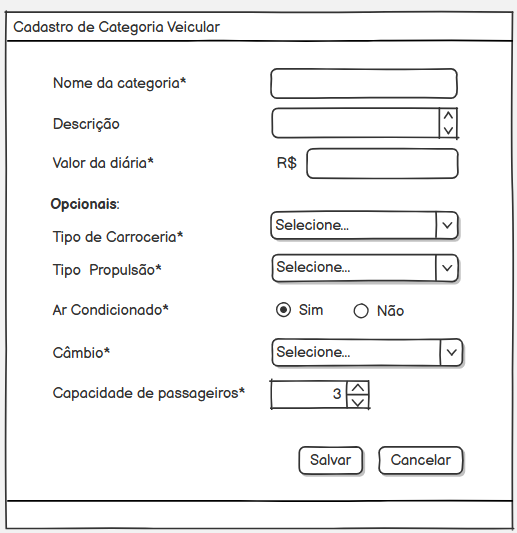 Cadastro de Categoria Veicular
Nome da categoria*
Descrição
Valor da diária* R$
Opcionais:
Tipo de Carroceria* Selecione...
Tipo  Propulsão* Selecione...
Ar Condicionado* Sim Não
Câmbio* Selecione...
Capacidade de passageiros* 3
Salvar Cancelar